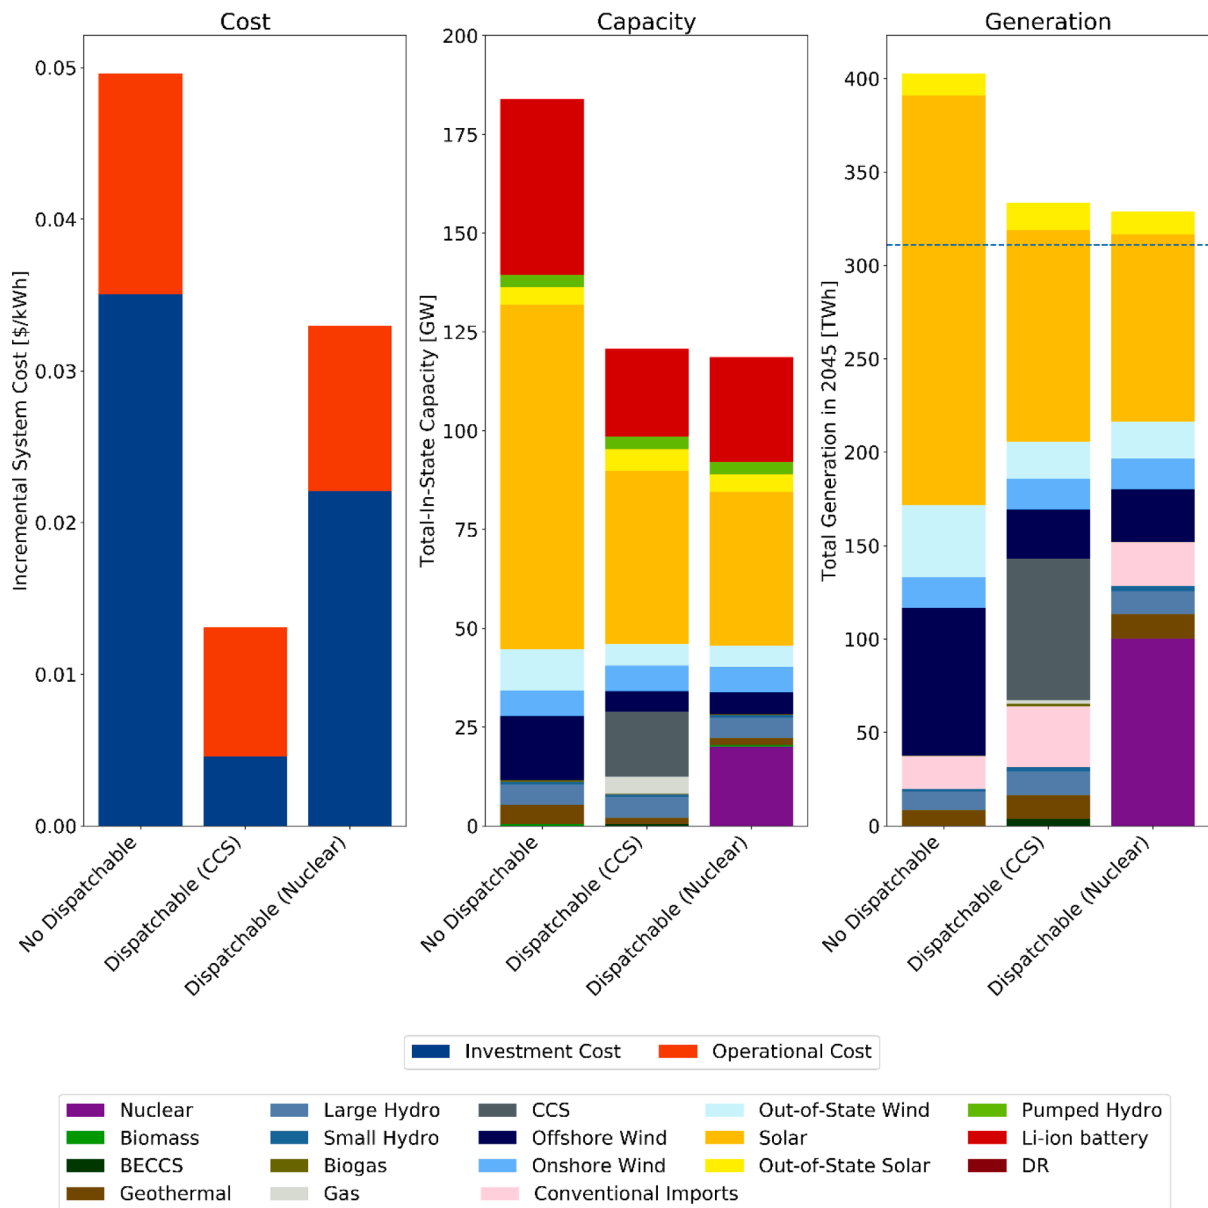 Cost
Capacity
Generation
Incremental System Cost [$/kWh]
0.05
0.04
0.03
0.02
0.01
0.00
No Dispatchable
Dispatchable (CCS)
Dispatchable (Nuclear)
Total-In-State Capacity [GW]
200
175
150
125
100
75
50
25
0
No Dispatchable
Dispatchable (CCS)
Dispatchable (Nuclear)
Total Generation in 2045 [TWh]
400
350
300
250
200
150
100
50
0
No Dispatchable
Dispatchable (CCS)
Dispatchable (Nuclear)
Investment Cost
Operational Cost
Nuclear
Biomass
BECCS
Geothermal
Large Hydro
Small Hydro
Biogas
Gas
CCS
Offshore Wind
Onshore Wind
Conventional Imports
Out-of-State Wind
Solar
Out-of-State Solar
Pumped Hydro
Li-ion battery
DR